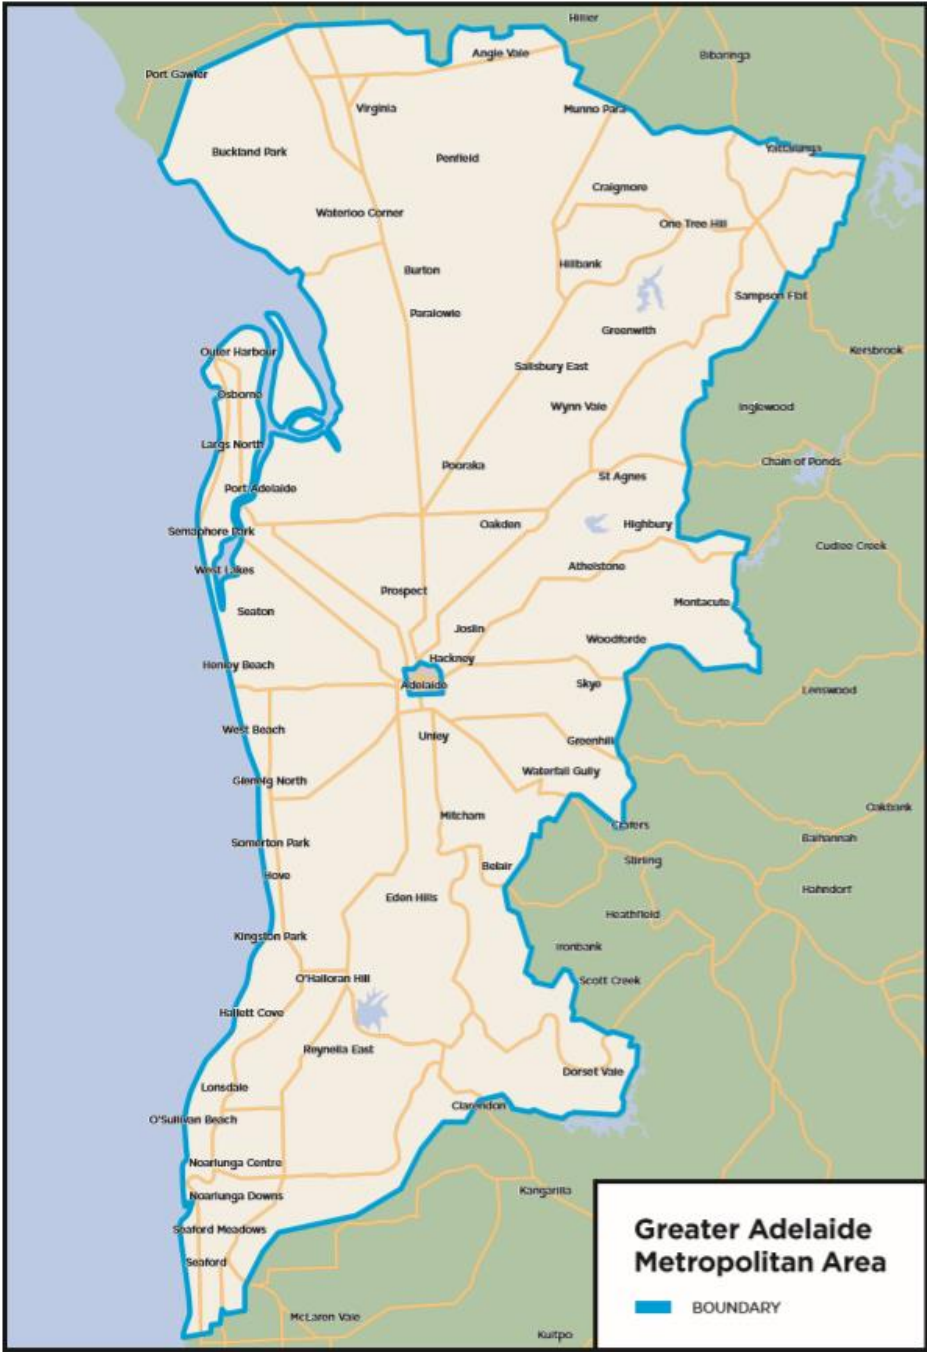 Hillier
Angle Vale
Bibaringa
Port Gawler
Virginia
Munno Para
Buckland Park
Penfield
Yattalunga
Craigmore
Waterloo Corner
One Tree Hill
Burton
Hillbank
Sampson Flat
Paralowie
Greenwith
Outer Harbour
Kersbrook
Salisbury East
Osborne
Wynn Vale
Inglewood
Largs North
Pooraka
Chain of Ponds
St Agnes
Port Adelaide
Semaphore Park
Oakden
Highbury
Cudlee Creek
West Lakes
Athelstone
Prospect
Montacute
Seaton
Joslin
Woodforde
Hackney
Henley Beach
Adelaide
Skye
Lenswood
West Beach
Unley
Greenhill
Waterfall Gully
Glenelg North
Oakbank
Mitcham
Crafers
Balhannah
Somerton Park
Stirling
Belair
Hove
Hahndorf
Eden Hills
Heathfield
Kingston Park
Ironbank
O'Halloran Hill
Scott Creek
Hallett Cove
Reynella East
Dorset Vale
Lonsdale
Clarendon
O'Sullivan Beach
Noarlunga Centre
Kangarilla
Noarlunga Downs
Seaford Meadows
Seaford
McLaren Vale
Kuitpo
Greater Adelaide
Metropolitan Area
BOUNDARY